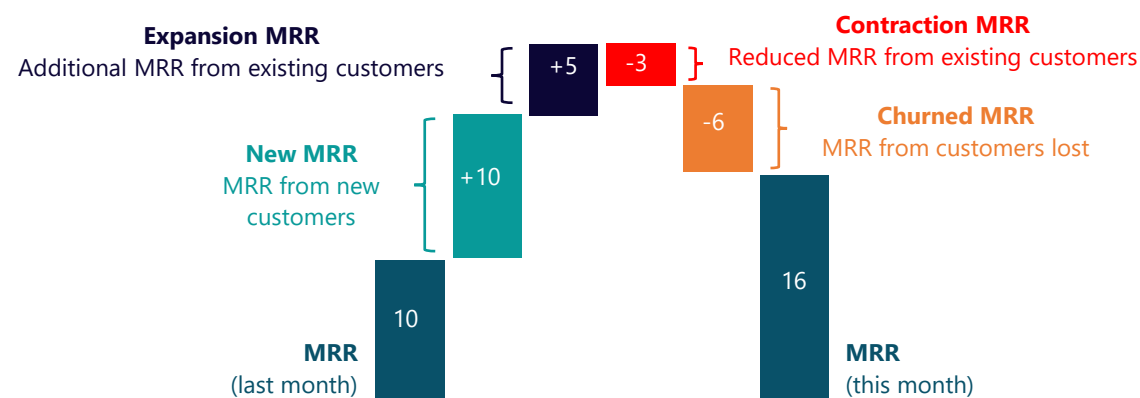 Expansion MRR
Additional MRR from existing customers
+5
-3
Contraction MRR
Reduced MRR from existing customers
New MRR
MRR from new
customers
+10
-6
Churned MRR
MRR from customers lost
10
MRR
(last month)
16
MRR
(this month)